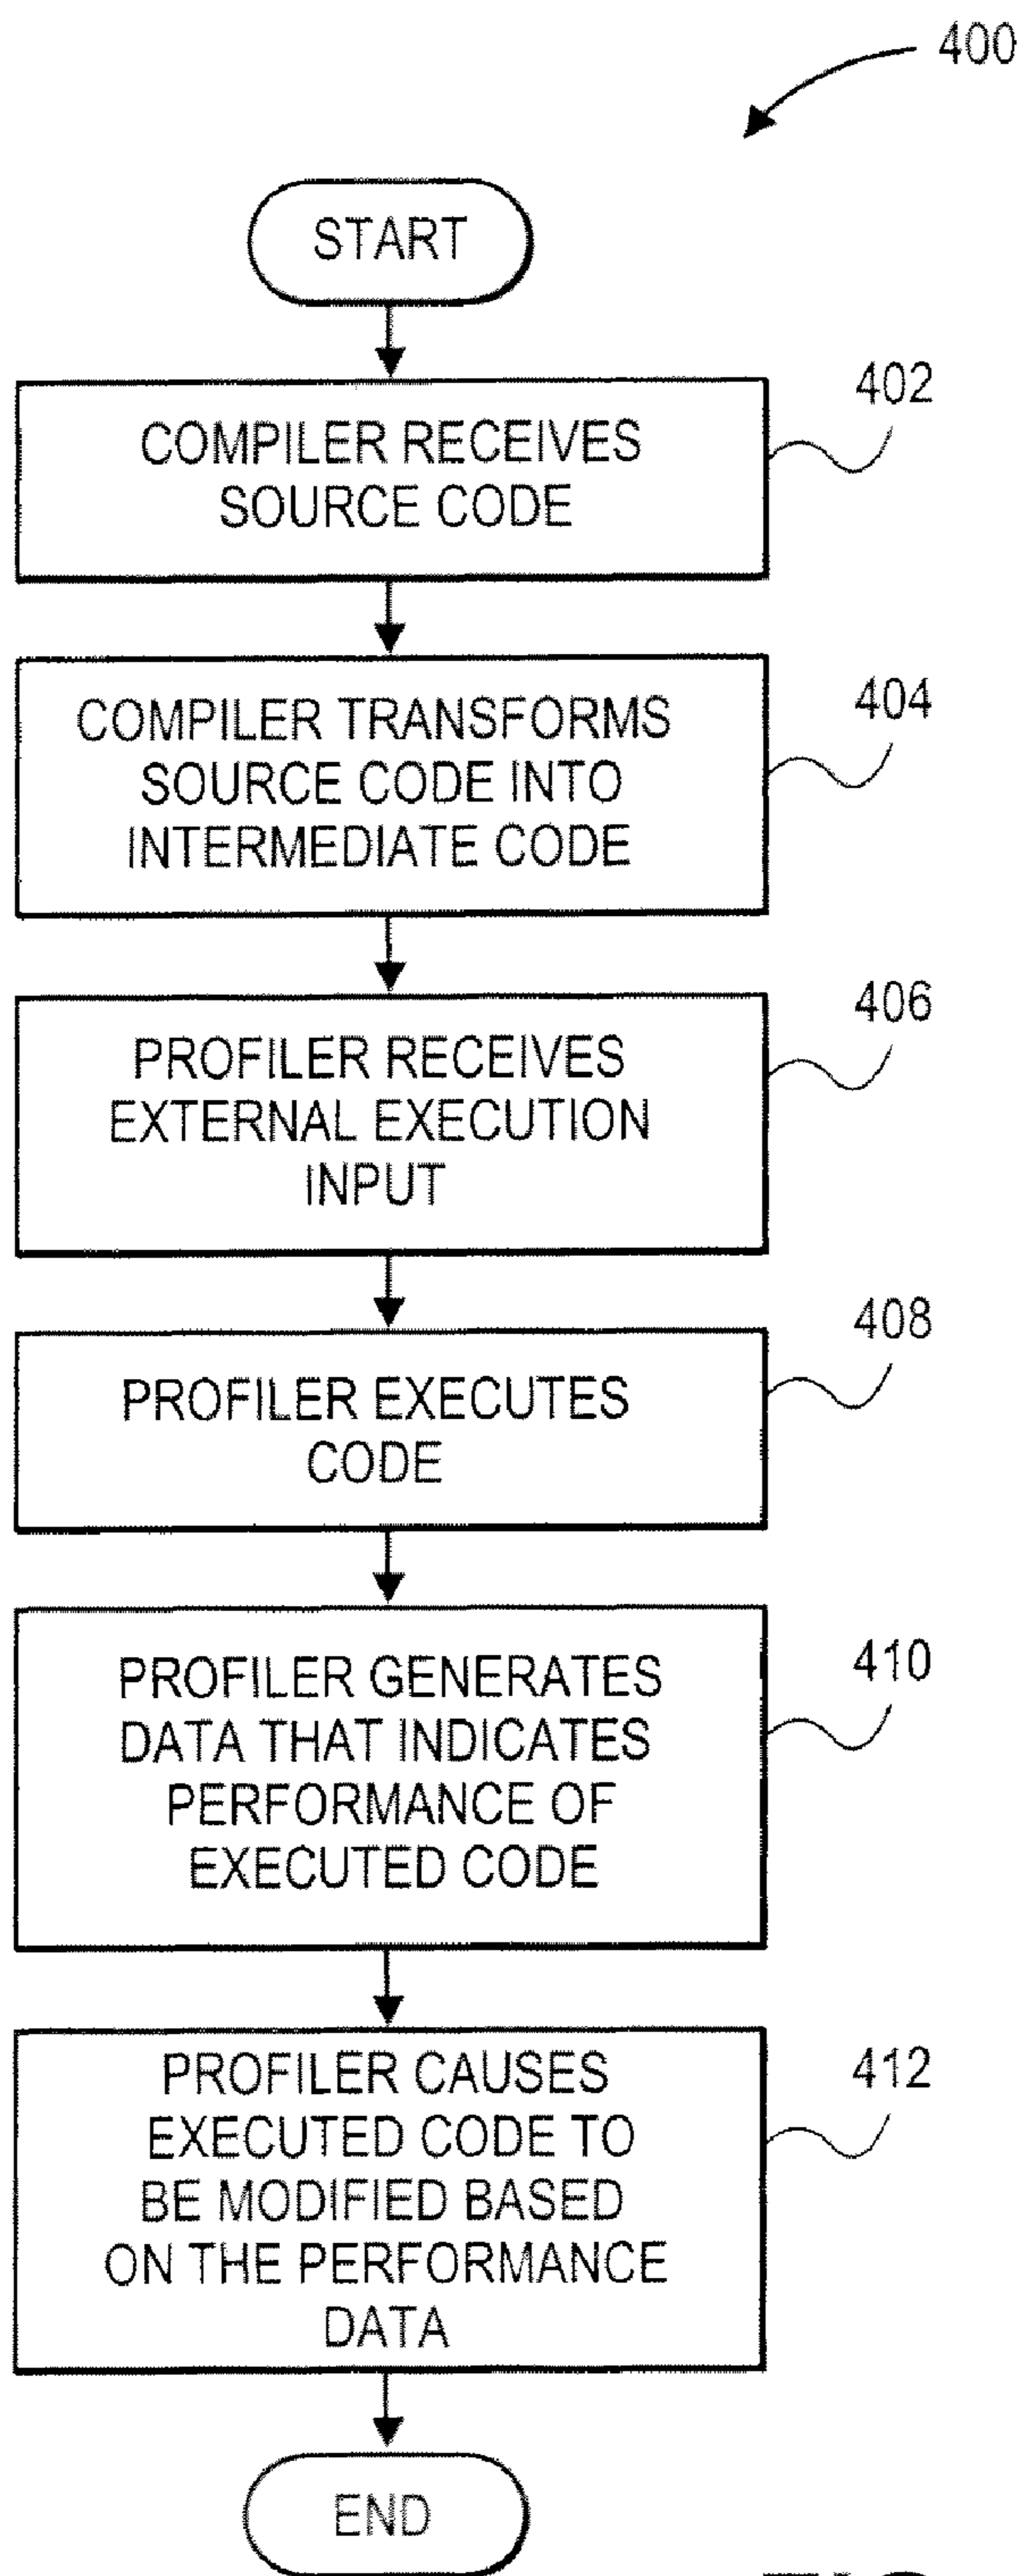 400
START
402
COMPILER RECEIVES
SOURCE CODE
404
COMPILER TRANSFORMS
SOURCE CODE INTO
INTERMEDIATE CODE
406
PROFILER RECEIVES
EXTERNAL EXECUTION
INPUT
408
PROFILER EXECUTES
CODE
410
PROFILER GENERATES
DATA THAT INDICATES
PERFORMANCE OF
EXECUTED CODE
412
PROFILER CAUSES
EXECUTED CODE TO
BE MODIFIED BASED
ON THE PERFORMANCE
DATA
END